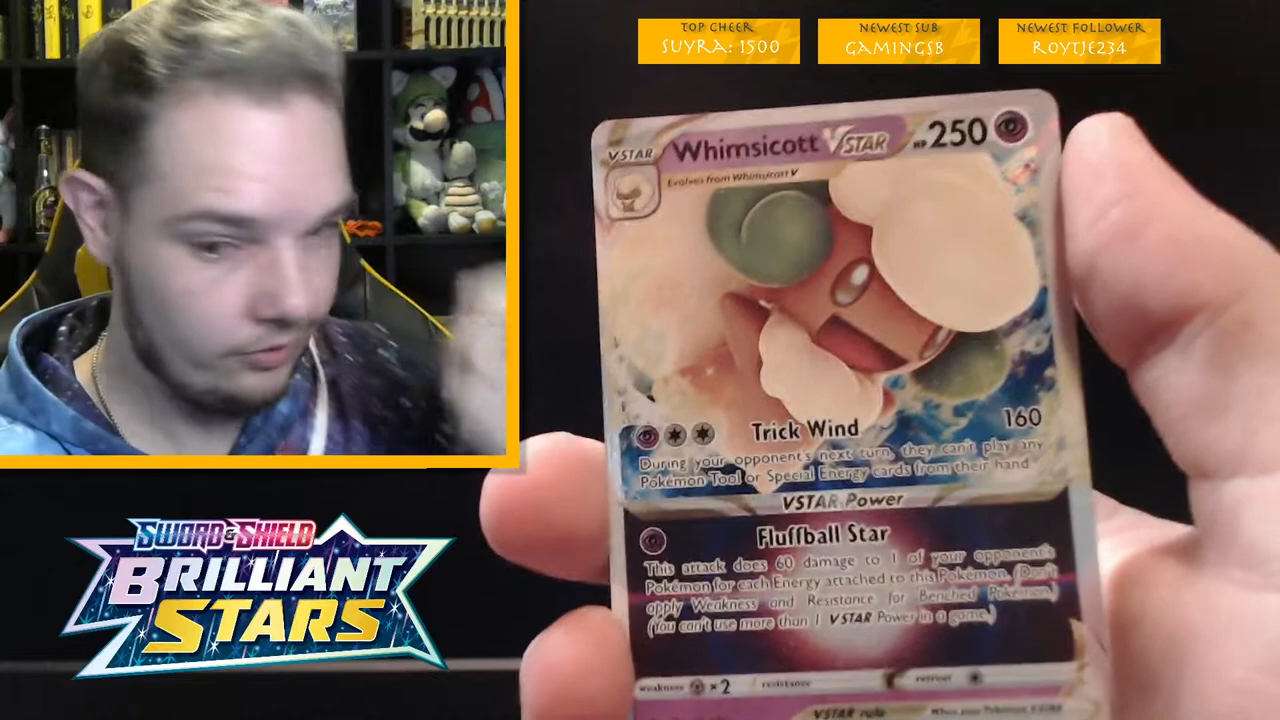 TOP CHEER
SUYRA: 1500
NEWEST SUB
GAMINGSB
NEWEST FOLLOWER
ROYTJE234
VSTAR Whimsicott VSTAR HP 250
Evolves from Whimsicott V
Trick Wind 160
During your opponent's next turn, they can't play any
Pokémon Tool or Special Energy cards from their hand.
VSTAR Power
Fluffball Star
This attack does 60 damage to 1 of your opponent's
Pokémon for each Energy attached to this Pokémon. (Don't
apply Weakness and Resistance for Benched Pokémon.)
(You can't use more than 1 VSTAR Power in a game.)
weakness ×2 resistance retreat
VSTAR rule When your Pokémon VSTAR
SWORD & SHIELD
BRILLIANT
STARS